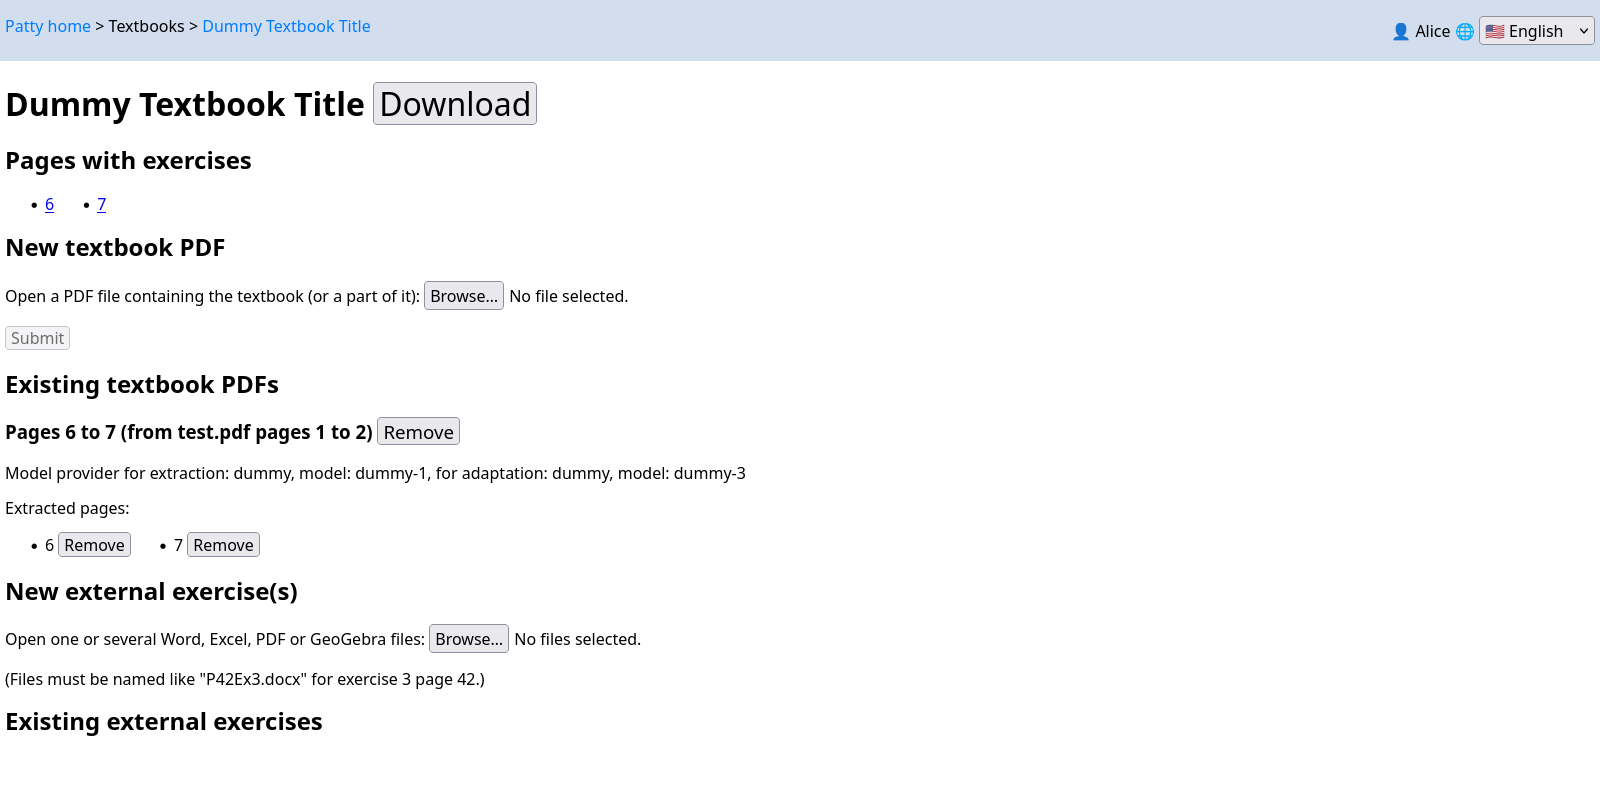 Patty home > Textbooks > Dummy Textbook Title
👤 Alice 🌐 🇺🇸 English
Dummy Textbook Title Download
Pages with exercises
• 6 • 7
New textbook PDF
Open a PDF file containing the textbook (or a part of it): Browse... No file selected.
Submit
Existing textbook PDFs
Pages 6 to 7 (from test.pdf pages 1 to 2) Remove
Model provider for extraction: dummy, model: dummy-1, for adaptation: dummy, model: dummy-3
Extracted pages:
• 6 Remove • 7 Remove
New external exercise(s)
Open one or several Word, Excel, PDF or GeoGebra files: Browse... No files selected.
(Files must be named like "P42Ex3.docx" for exercise 3 page 42.)
Existing external exercises